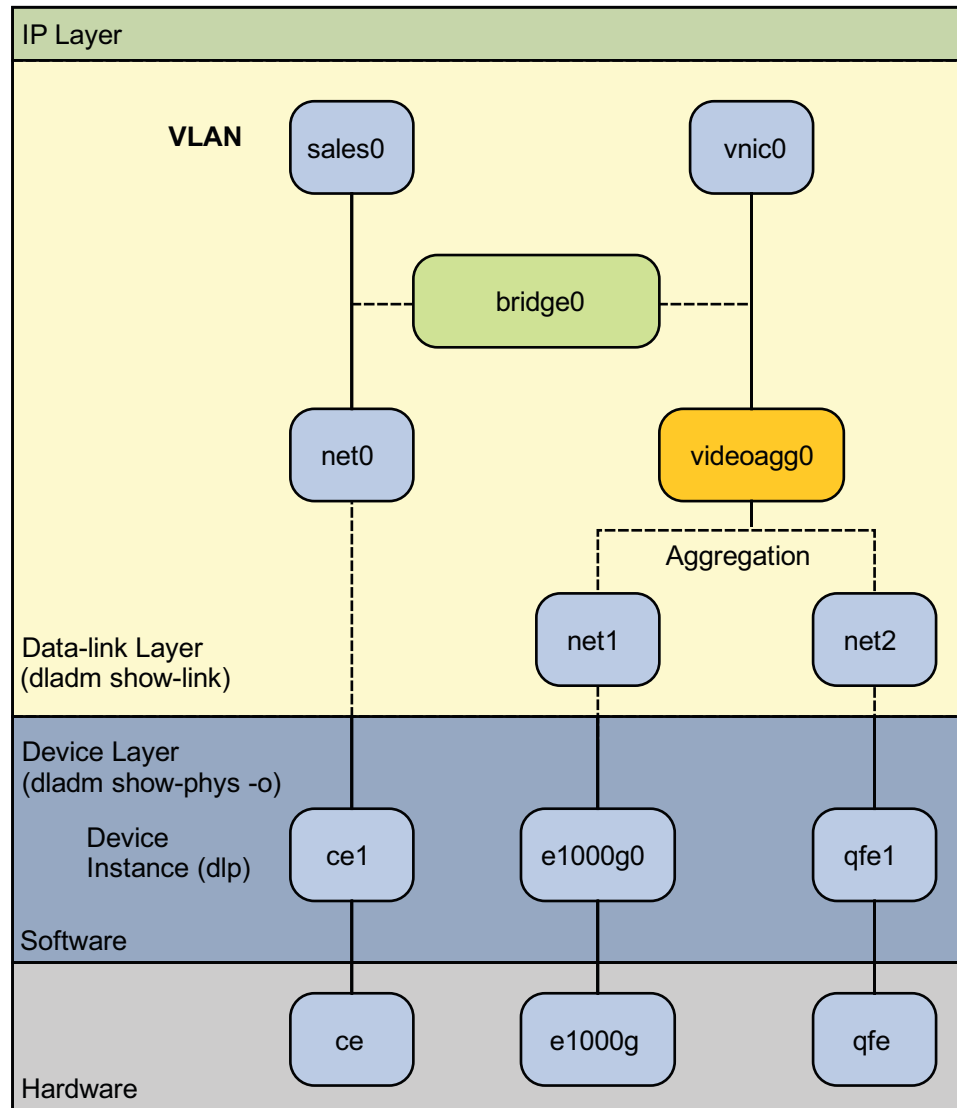 IP Layer
VLAN
sales0
vnic0
bridge0
net0
videoagg0
Aggregation
net1
net2
Data-link Layer
(dladm show-link)
Device Layer
(dladm show-phys -o)
Device
Instance (dlp)
ce1
e1000g0
qfe1
Software
ce
e1000g
qfe
Hardware